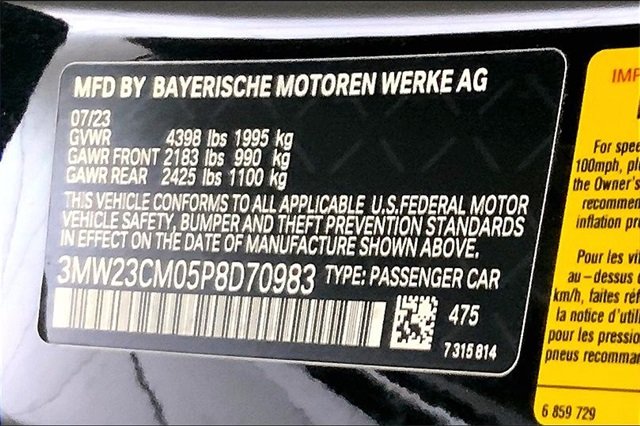 MFD BY BAYERISCHE MOTOREN WERKE AG
07/23
GVWR 4398 lbs 1995 kg
GAWR FRONT 2183 lbs 990 kg
GAWR REAR 2425 lbs 1100 kg
THIS VEHICLE CONFORMS TO ALL APPLICABLE U.S.FEDERAL MOTOR
VEHICLE SAFETY, BUMPER AND THEFT PREVENTION STANDARDS
IN EFFECT ON THE DATE OF MANUFACTURE SHOWN ABOVE.
3MW23CM05P8D70983 TYPE: PASSENGER CAR
475
7 315 814
IMP
For spee
100mph, pl
the Owner's
recommen
inflation pr
Pour les vi
au-dessus d
km/h, faites réf
la notice d'util
pour les pressio
pneus recomma
6 859 729